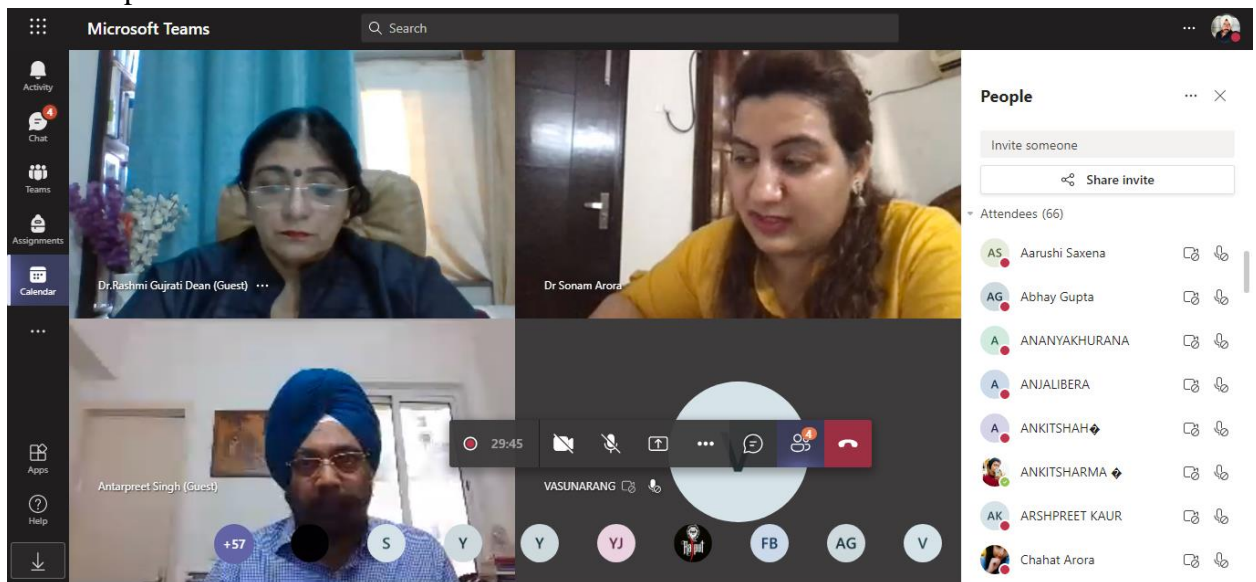 Microsoft Teams
Search
Activity
4
Chat
Teams
Assignments
Calendar
Apps
Help
Dr.Rashmi Gujrati Dean (Guest)
Dr Sonam Arora
Antarpreet Singh (Guest)
VASUNARANG
V
29:45
4
+57
S
Y
Y
YJ
Rajput
FB
AG
V
People
Invite someone
Share invite
Attendees (66)
AS Aarushi Saxena
AG Abhay Gupta
A ANANYAKHURANA
A ANJALIBERA
A ANKITSHAH�
ANKITSHARMA �
AK ARSHPREET KAUR
Chahat Arora